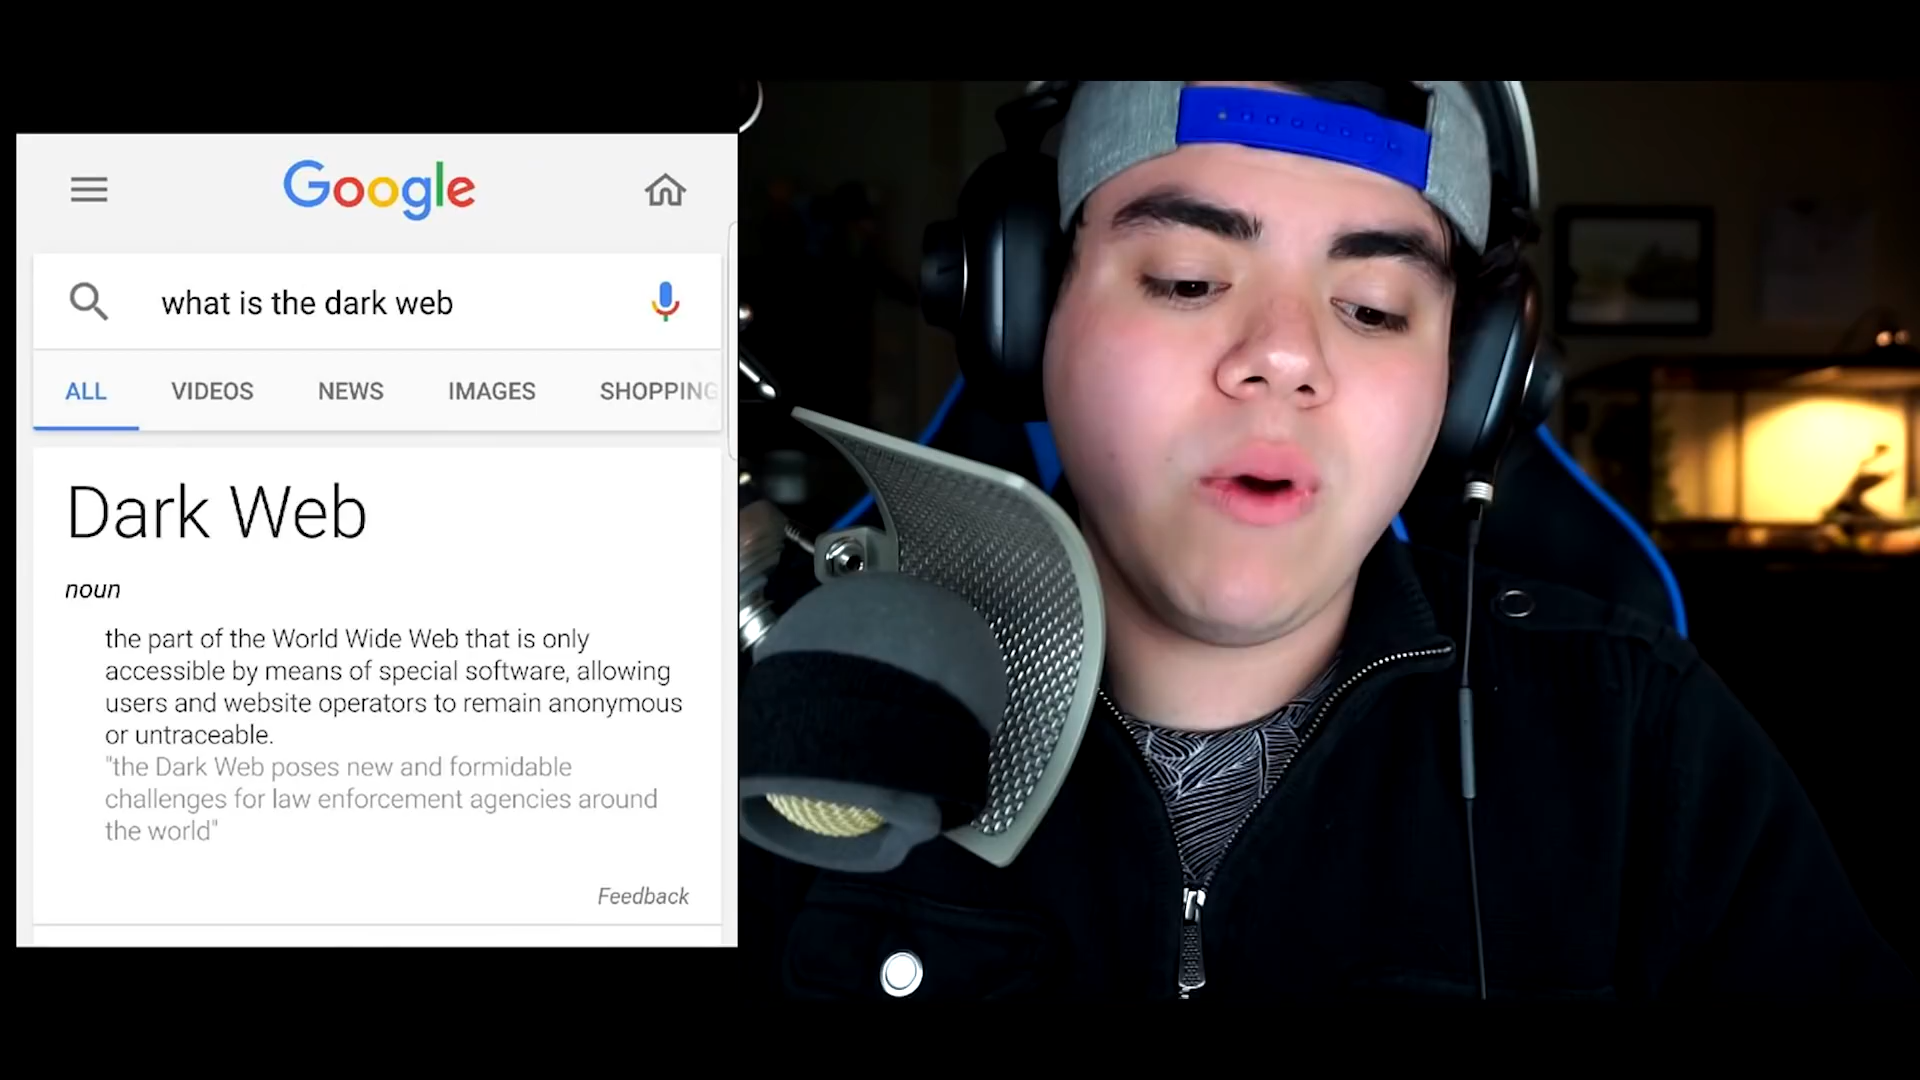 Google
what is the dark web
ALL VIDEOS NEWS IMAGES SHOPPING
Dark Web
noun
the part of the World Wide Web that is only
accessible by means of special software, allowing
users and website operators to remain anonymous
or untraceable.
"the Dark Web poses new and formidable
challenges for law enforcement agencies around
the world"
Feedback